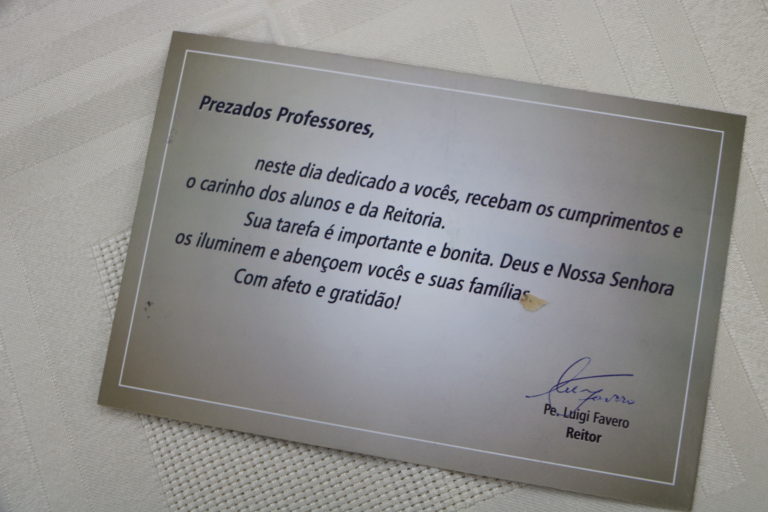 Prezados Professores,
neste dia dedicado a vocês, recebam os cumprimentos e
o carinho dos alunos e da Reitoria.
Sua tarefa é importante e bonita. Deus e Nossa Senhora
os iluminem e abençoem vocês e suas famílias.
Com afeto e gratidão!
Pe. Luigi Favero
Reitor